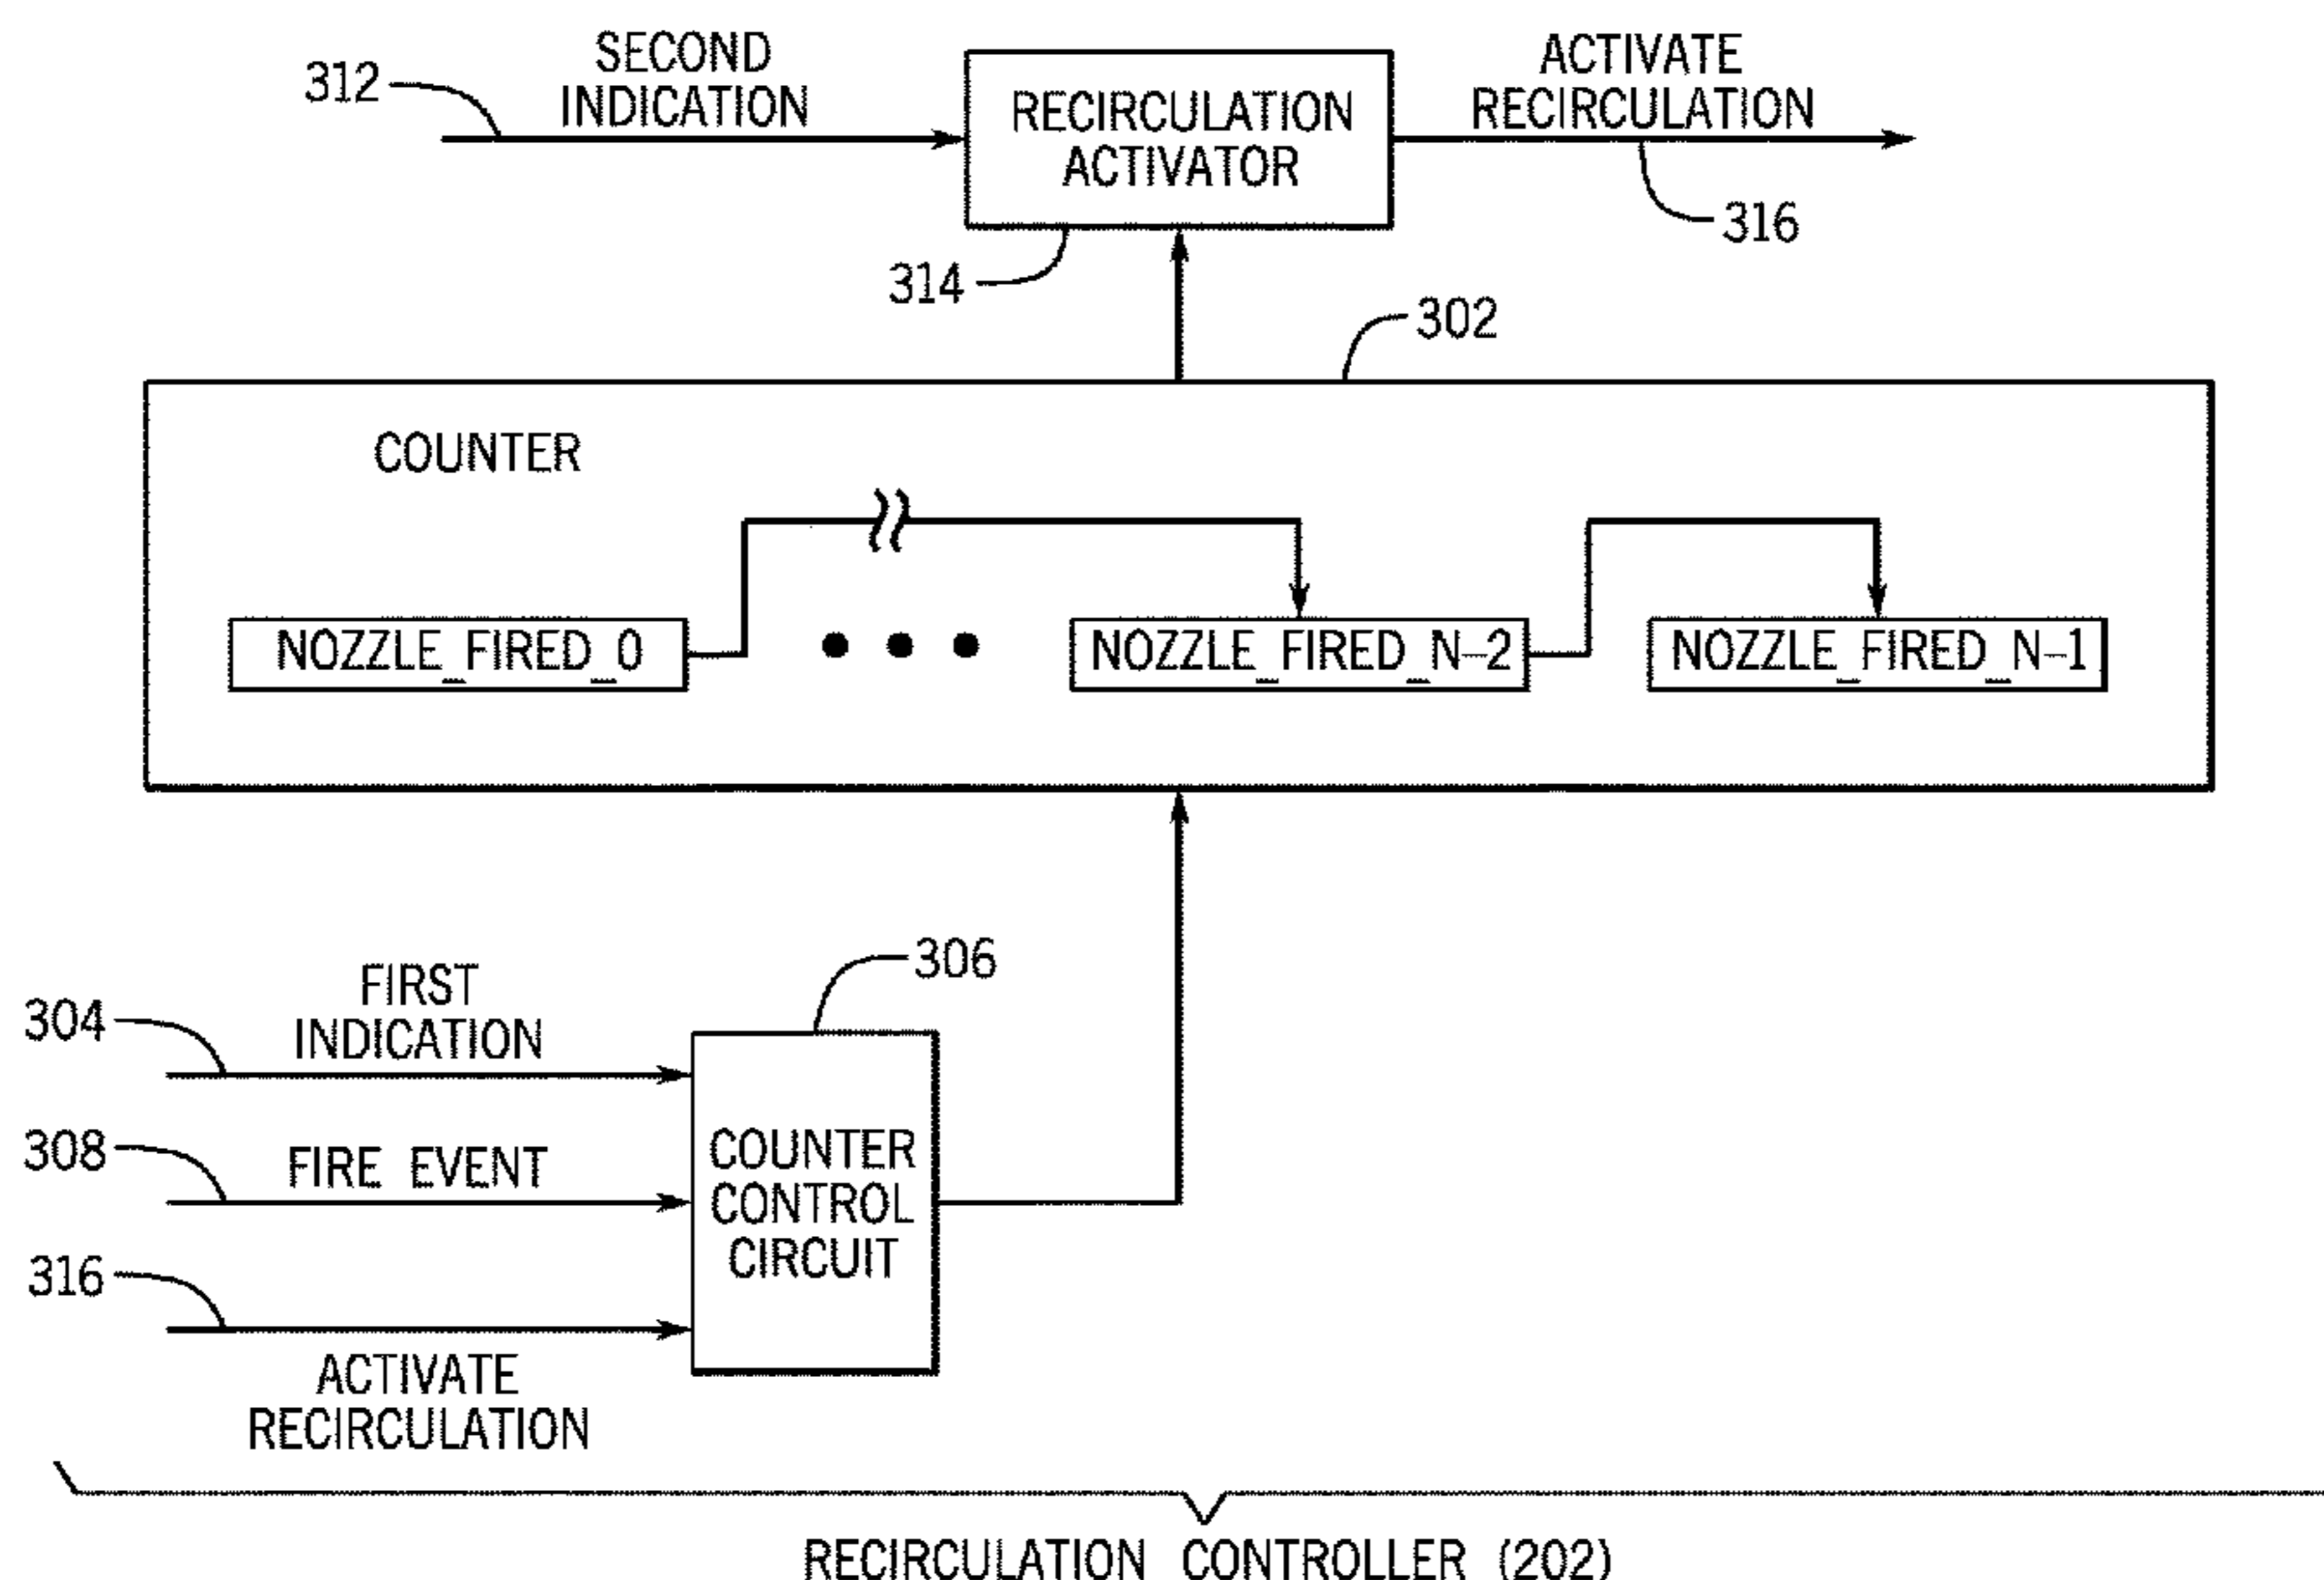 312
SECOND
INDICATION
RECIRCULATION
ACTIVATOR
ACTIVATE
RECIRCULATION
316
314
302
COUNTER
NOZZLE_FIRED_0
NOZZLE_FIRED_N-2
NOZZLE_FIRED_N-1
306
304
FIRST
INDICATION
308
FIRE EVENT
COUNTER
CONTROL
CIRCUIT
316
ACTIVATE
RECIRCULATION
RECIRCULATION CONTROLLER (202)